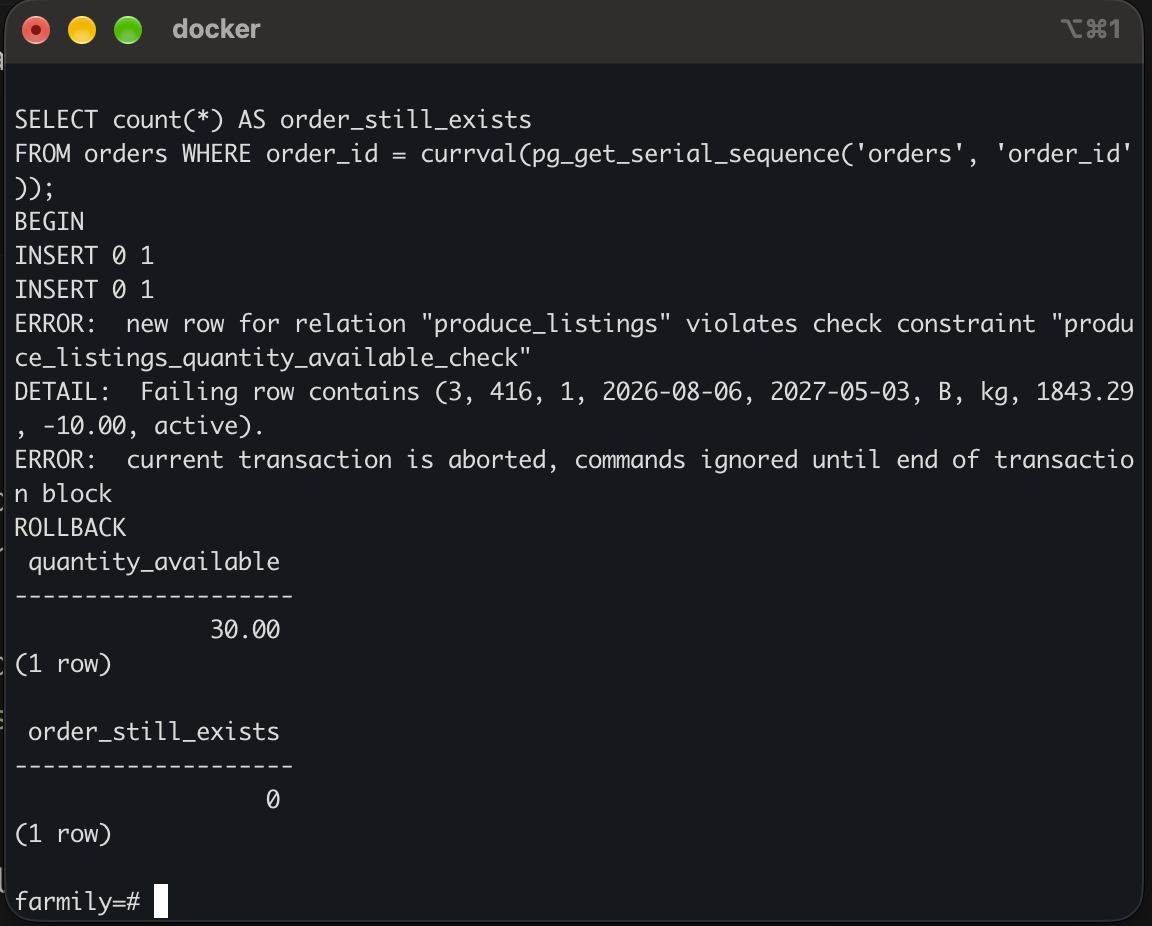 docker
⌥⌘1
SELECT count(*) AS order_still_exists
FROM orders WHERE order_id = currval(pg_get_serial_sequence('orders', 'order_id'
));
BEGIN
INSERT 0 1
INSERT 0 1
ERROR:  new row for relation "produce_listings" violates check constraint "produ
ce_listings_quantity_available_check"
DETAIL:  Failing row contains (3, 416, 1, 2026-08-06, 2027-05-03, B, kg, 1843.29
, -10.00, active).
ERROR:  current transaction is aborted, commands ignored until end of transactio
n block
ROLLBACK
 quantity_available
--------------------
              30.00
(1 row)

 order_still_exists
--------------------
                  0
(1 row)

farmily=#